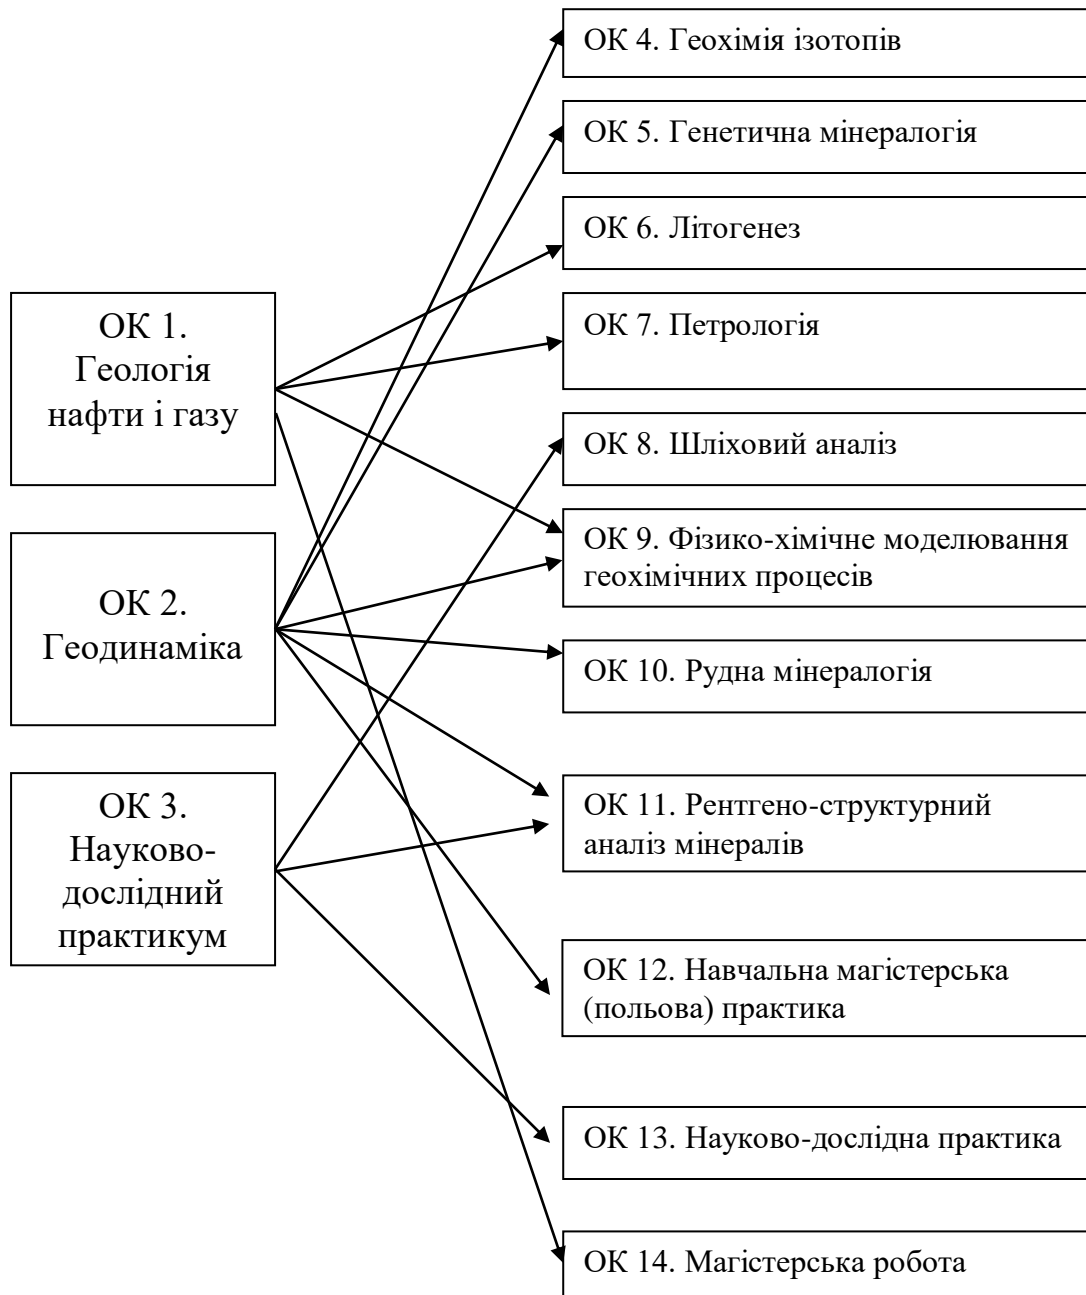 ОК 1.
Геологія
нафти і газу
ОК 2.
Геодинаміка
ОК 3.
Науково-
дослідний
практикум
ОК 4. Геохімія ізотопів
ОК 5. Генетична мінералогія
ОК 6. Літогенез
ОК 7. Петрологія
ОК 8. Шліховий аналіз
ОК 9. Фізико-хімічне моделювання
геохімічних процесів
ОК 10. Рудна мінералогія
ОК 11. Рентгено-структурний
аналіз мінералів
ОК 12. Навчальна магістерська
(польова) практика
ОК 13. Науково-дослідна практика
ОК 14. Магістерська робота